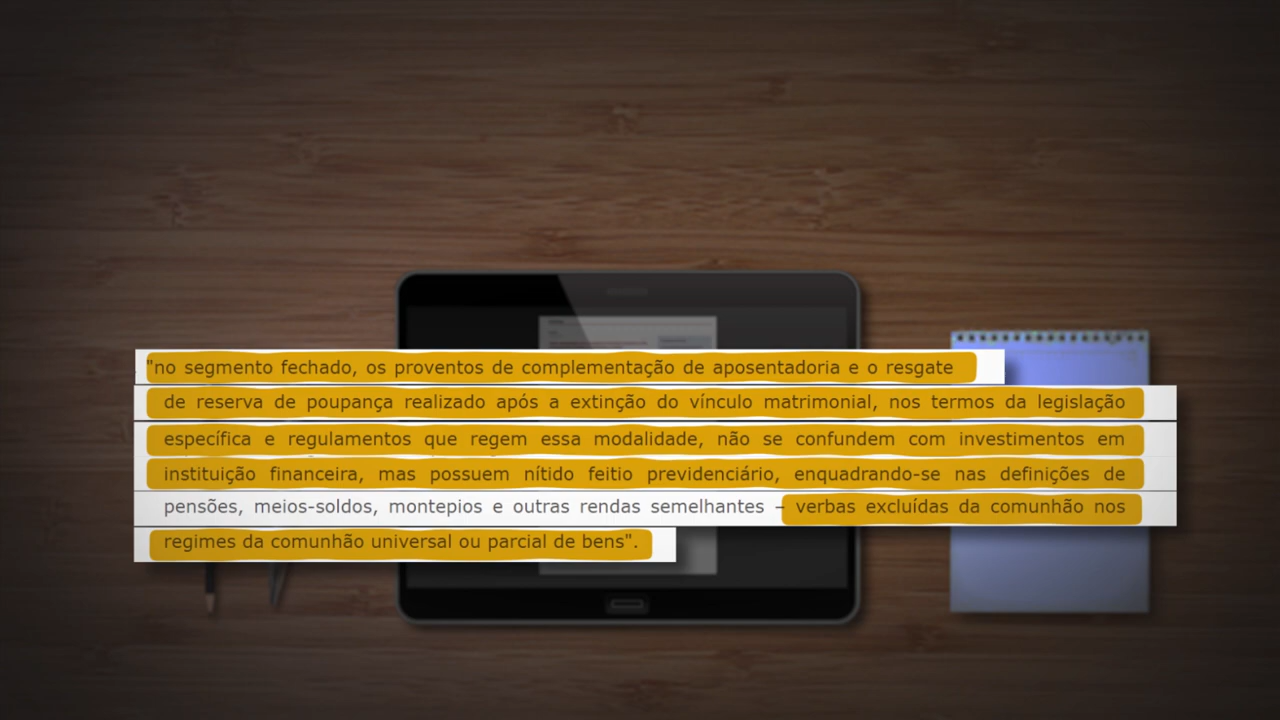 "no segmento fechado, os proventos de complementação de aposentadoria e o resgate
de reserva de poupança realizado após a extinção do vínculo matrimonial, nos termos da legislação
específica e regulamentos que regem essa modalidade, não se confundem com investimentos em
instituição financeira, mas possuem nítido feitio previdenciário, enquadrando-se nas definições de
pensões, meios-soldos, montepios e outras rendas semelhantes – verbas excluídas da comunhão nos
regimes da comunhão universal ou parcial de bens".